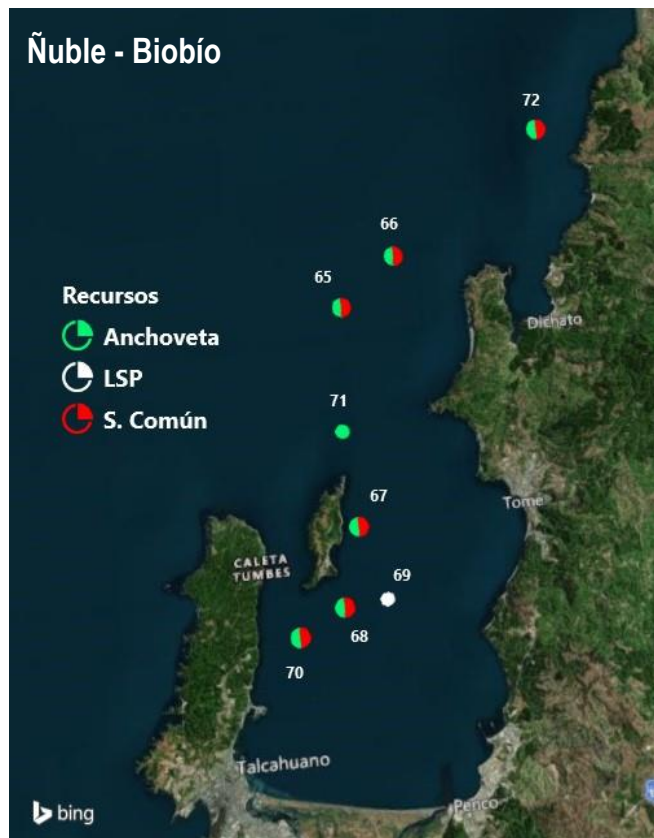 Ñuble - Biobío
72
66
65
Recursos
Anchoveta
LSP
S. Común
Dichato
71
67
Tome
CALETA
TUMBES
69
68
70
Talcahuano
Penco
bing